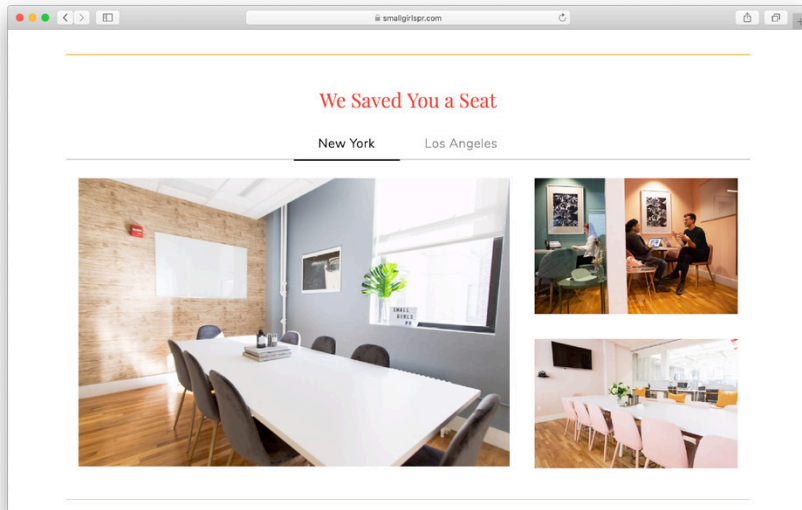 smallgirlspr.com
We Saved You a Seat
New York
Los Angeles
SMALL
GIRLS
PR